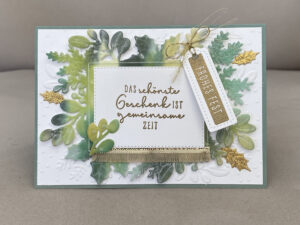 DAS schönste
Geschenk IST
gemeinsame
ZEIT
FROHES FEST